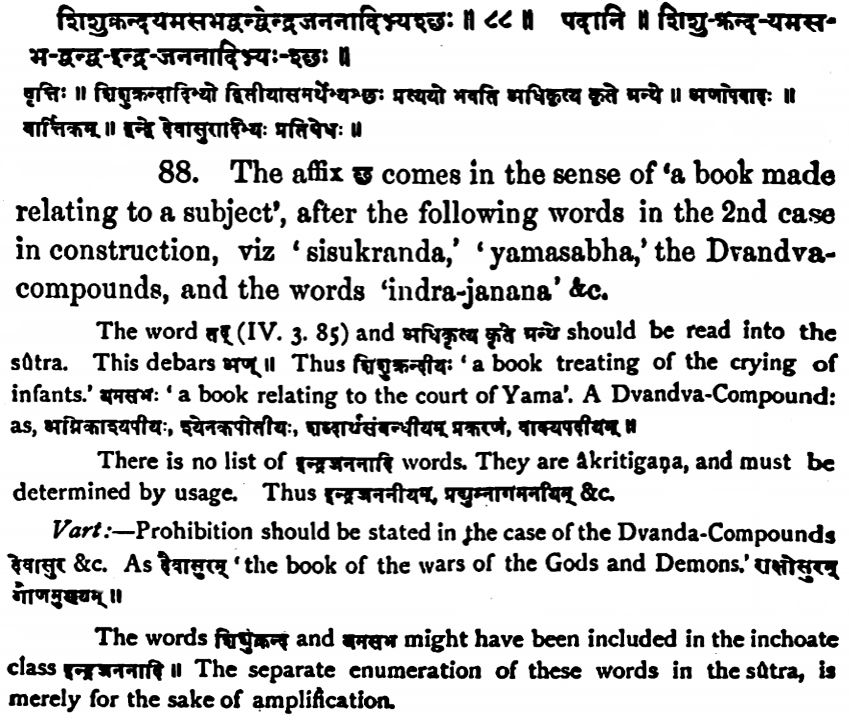 शिशुक्रन्दयमसभद्वन्द्वेन्द्रजननादिभ्यश्छः ॥ ८८ ॥ पदानि ॥ शिशु-क्रन्द-यमस-
भ-द्वन्द्व-इन्द्र-जननादिभ्यः-श्छः ॥
वृत्तिः ॥ शिशुक्रन्दादिभ्यो द्वितीयासमर्थेभ्यश्छः प्रत्ययो भवति अधिकृत्य कृते ग्रन्थे ॥ अणोपवादः ॥
वार्त्तिकम् ॥ द्वन्द्वे देवासुरादिभ्यः प्रतिषेधः ॥
88. The affix छ comes in the sense of ‘a book made
relating to a subject’, after the following words in the 2nd case
in construction, viz ‘sisukranda,’ ‘yamasabha,’ the Dvandva-
compounds, and the words ‘indra-janana’ &c.
The word तद् (IV. 3. 85) and अधिकृत्य कृते ग्रन्थे should be read into the
sûtra. This debars अण् ॥ Thus शिशुक्रन्दीयः ‘a book treating of the crying of
infants.’ यमसभः ‘a book relating to the court of Yama’. A Dvandva-Compound:
as, अग्निकाश्यपीयः, श्येनकपोतीयः, शब्दार्थसंबन्धीयम् प्रकरणं, वाक्यपदीयम् ॥
There is no list of इन्द्रजननादि words. They are âkritigaṇa, and must be
determined by usage. Thus इन्द्रजननीयम्, प्रद्युम्नागमनीयम् &c.
Vart:—Prohibition should be stated in the case of the Dvanda-Compounds
देवासुर &c. As दैवासुरम् ‘the book of the wars of the Gods and Demons.’ राक्षोसुरम्
गौणमुख्यम् ॥
The words शिशुक्रन्द and यमसभ might have been included in the inchoate
class इन्द्रजननादि ॥ The separate enumeration of these words in the sûtra, is
merely for the sake of amplification.